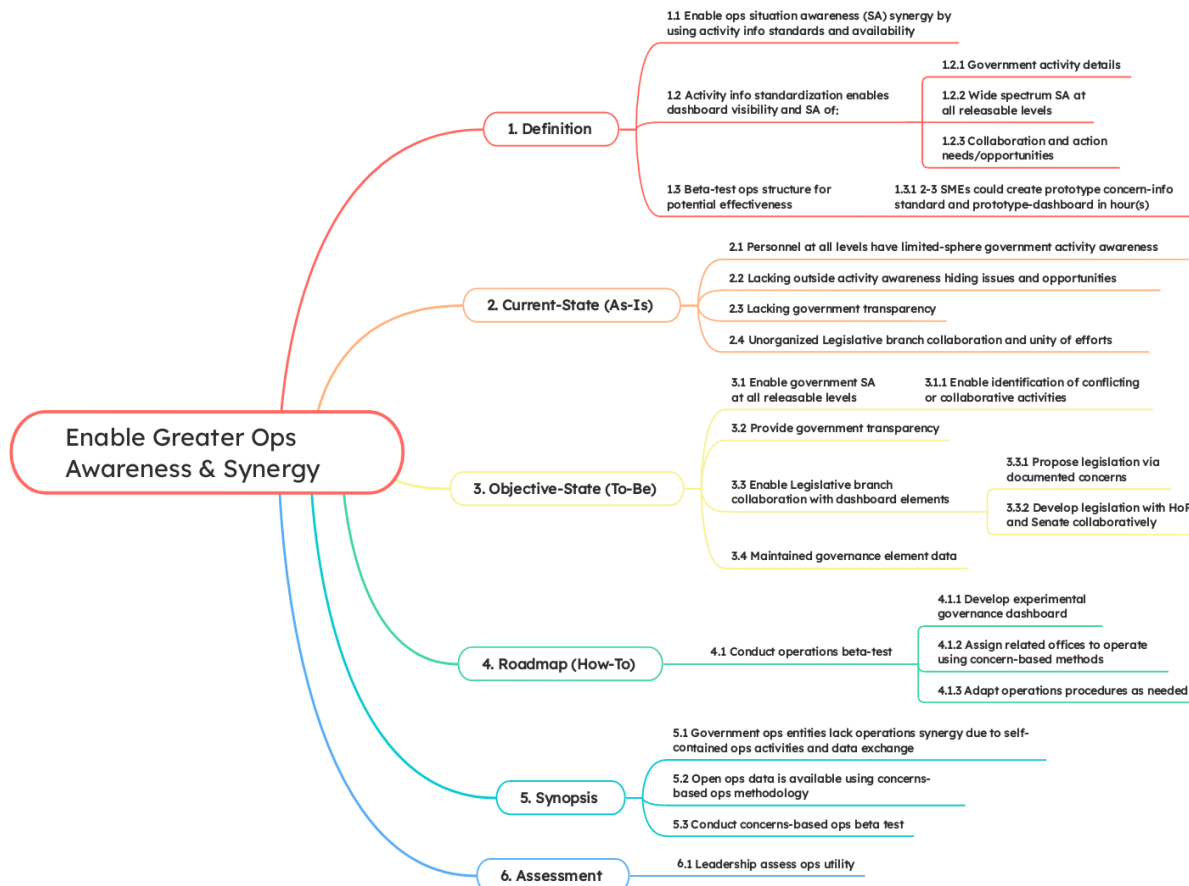 Enable Greater Ops
Awareness & Synergy
1. Definition
1.1 Enable ops situation awareness (SA) synergy by
using activity info standards and availability
1.2 Activity info standardization enables
dashboard visibility and SA of:
1.2.1 Government activity details
1.2.2 Wide spectrum SA at
all releasable levels
1.2.3 Collaboration and action
needs/opportunities
1.3 Beta-test ops structure for
potential effectiveness
1.3.1 2-3 SMEs could create prototype concern-info
standard and prototype-dashboard in hour(s)
2. Current-State (As-Is)
2.1 Personnel at all levels have limited-sphere government activity awareness
2.2 Lacking outside activity awareness hiding issues and opportunities
2.3 Lacking government transparency
2.4 Unorganized Legislative branch collaboration and unity of efforts
3. Objective-State (To-Be)
3.1 Enable government SA
at all releasable levels
3.1.1 Enable identification of conflicting
or collaborative activities
3.2 Provide government transparency
3.3 Enable Legislative branch
collaboration with dashboard elements
3.3.1 Propose legislation via
documented concerns
3.3.2 Develop legislation with
and Senate collaboratively
3.4 Maintained governance element data
4. Roadmap (How-To)
4.1 Conduct operations beta-test
4.1.1 Develop experimental
governance dashboard
4.1.2 Assign related offices to operate
using concern-based methods
4.1.3 Adapt operations procedures as needed
5. Synopsis
5.1 Government ops entities lack operations synergy due to self-
contained ops activities and data exchange
5.2 Open ops data is available using concerns-
based ops methodology
5.3 Conduct concerns-based ops beta test
6. Assessment
6.1 Leadership assess ops utility